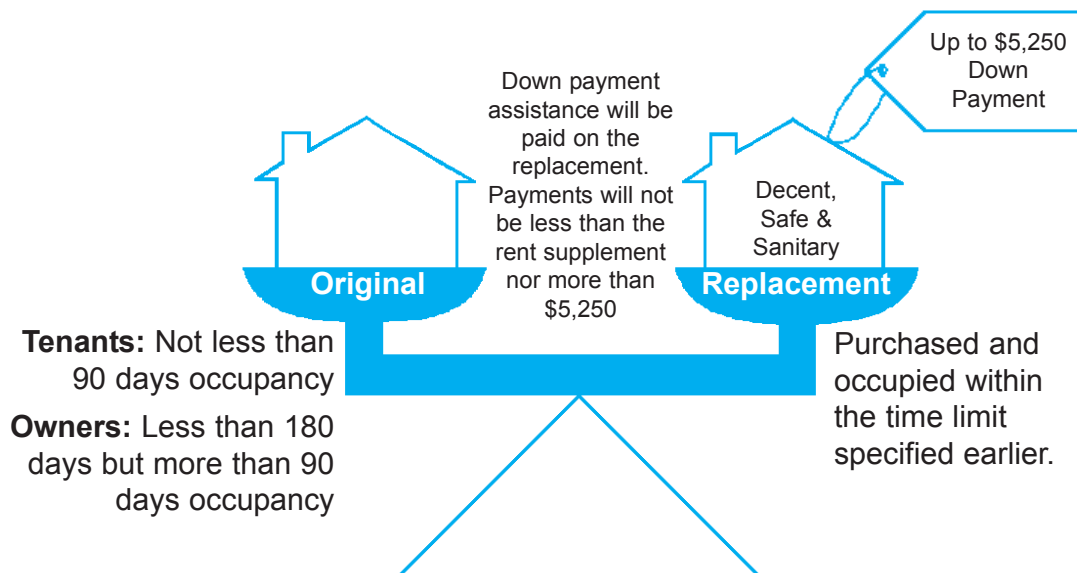 Up to $5,250
Down
Payment
Down payment
assistance will be
paid on the
replacement.
Payments will not
be less than the
rent supplement
nor more than
$5,250
Decent,
Safe &
Sanitary
Original
Replacement
Tenants: Not less than
90 days occupancy
Owners: Less than 180
days but more than 90
days occupancy
Purchased and
occupied within
the time limit
specified earlier.